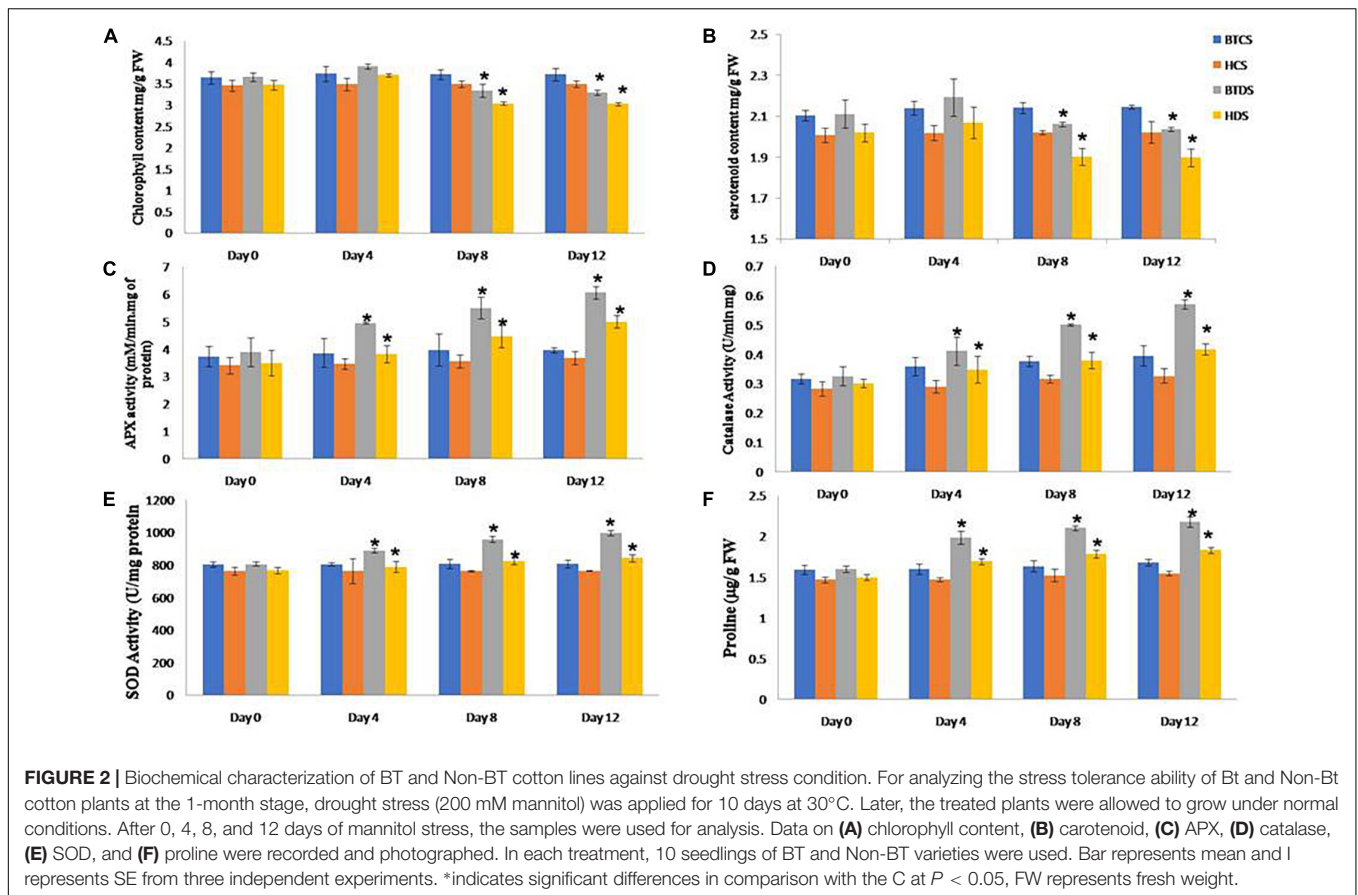 A
Chlorophyll content mg/g FW
4.5
4
3.5
3
2.5
2
1.5
1
0.5
0
* * * *
Day 0 Day 4 Day 8 Day 12
B
carotenoid content mg/g FW
2.5
2.3
2.1
1.9
1.7
1.5
* * * *
Day 0 Day 4 Day 8 Day 12
BTCS
HCS
BTDS
HDS
C
APX activity (mM/min.mg of protein)
7
6
5
4
3
2
1
0
* * * * * *
Day 0 Day 4 Day 8 Day 12
D
Catalase Activity (U/min mg)
0.7
0.6
0.5
0.4
0.3
0.2
0.1
0
* * * * * *
Day 0 Day 4 Day 8 Day 12
E
SOD Activity (U/mg protein
1200
1000
800
600
400
200
0
* * * * * *
Day 0 Day 4 Day 8 Day 12
F
Proline (µg/g FW
2.5
2
1.5
1
0.5
0
* * * * * *
Day 0 Day 4 Day 8 Day 12
FIGURE 2 | Biochemical characterization of BT and Non-BT cotton lines against drought stress condition. For analyzing the stress tolerance ability of Bt and Non-Bt
cotton plants at the 1-month stage, drought stress (200 mM mannitol) was applied for 10 days at 30°C. Later, the treated plants were allowed to grow under normal
conditions. After 0, 4, 8, and 12 days of mannitol stress, the samples were used for analysis. Data on (A) chlorophyll content, (B) carotenoid, (C) APX, (D) catalase,
(E) SOD, and (F) proline were recorded and photographed. In each treatment, 10 seedlings of BT and Non-BT varieties were used. Bar represents mean and I
represents SE from three independent experiments. *indicates significant differences in comparison with the C at P < 0.05, FW represents fresh weight.